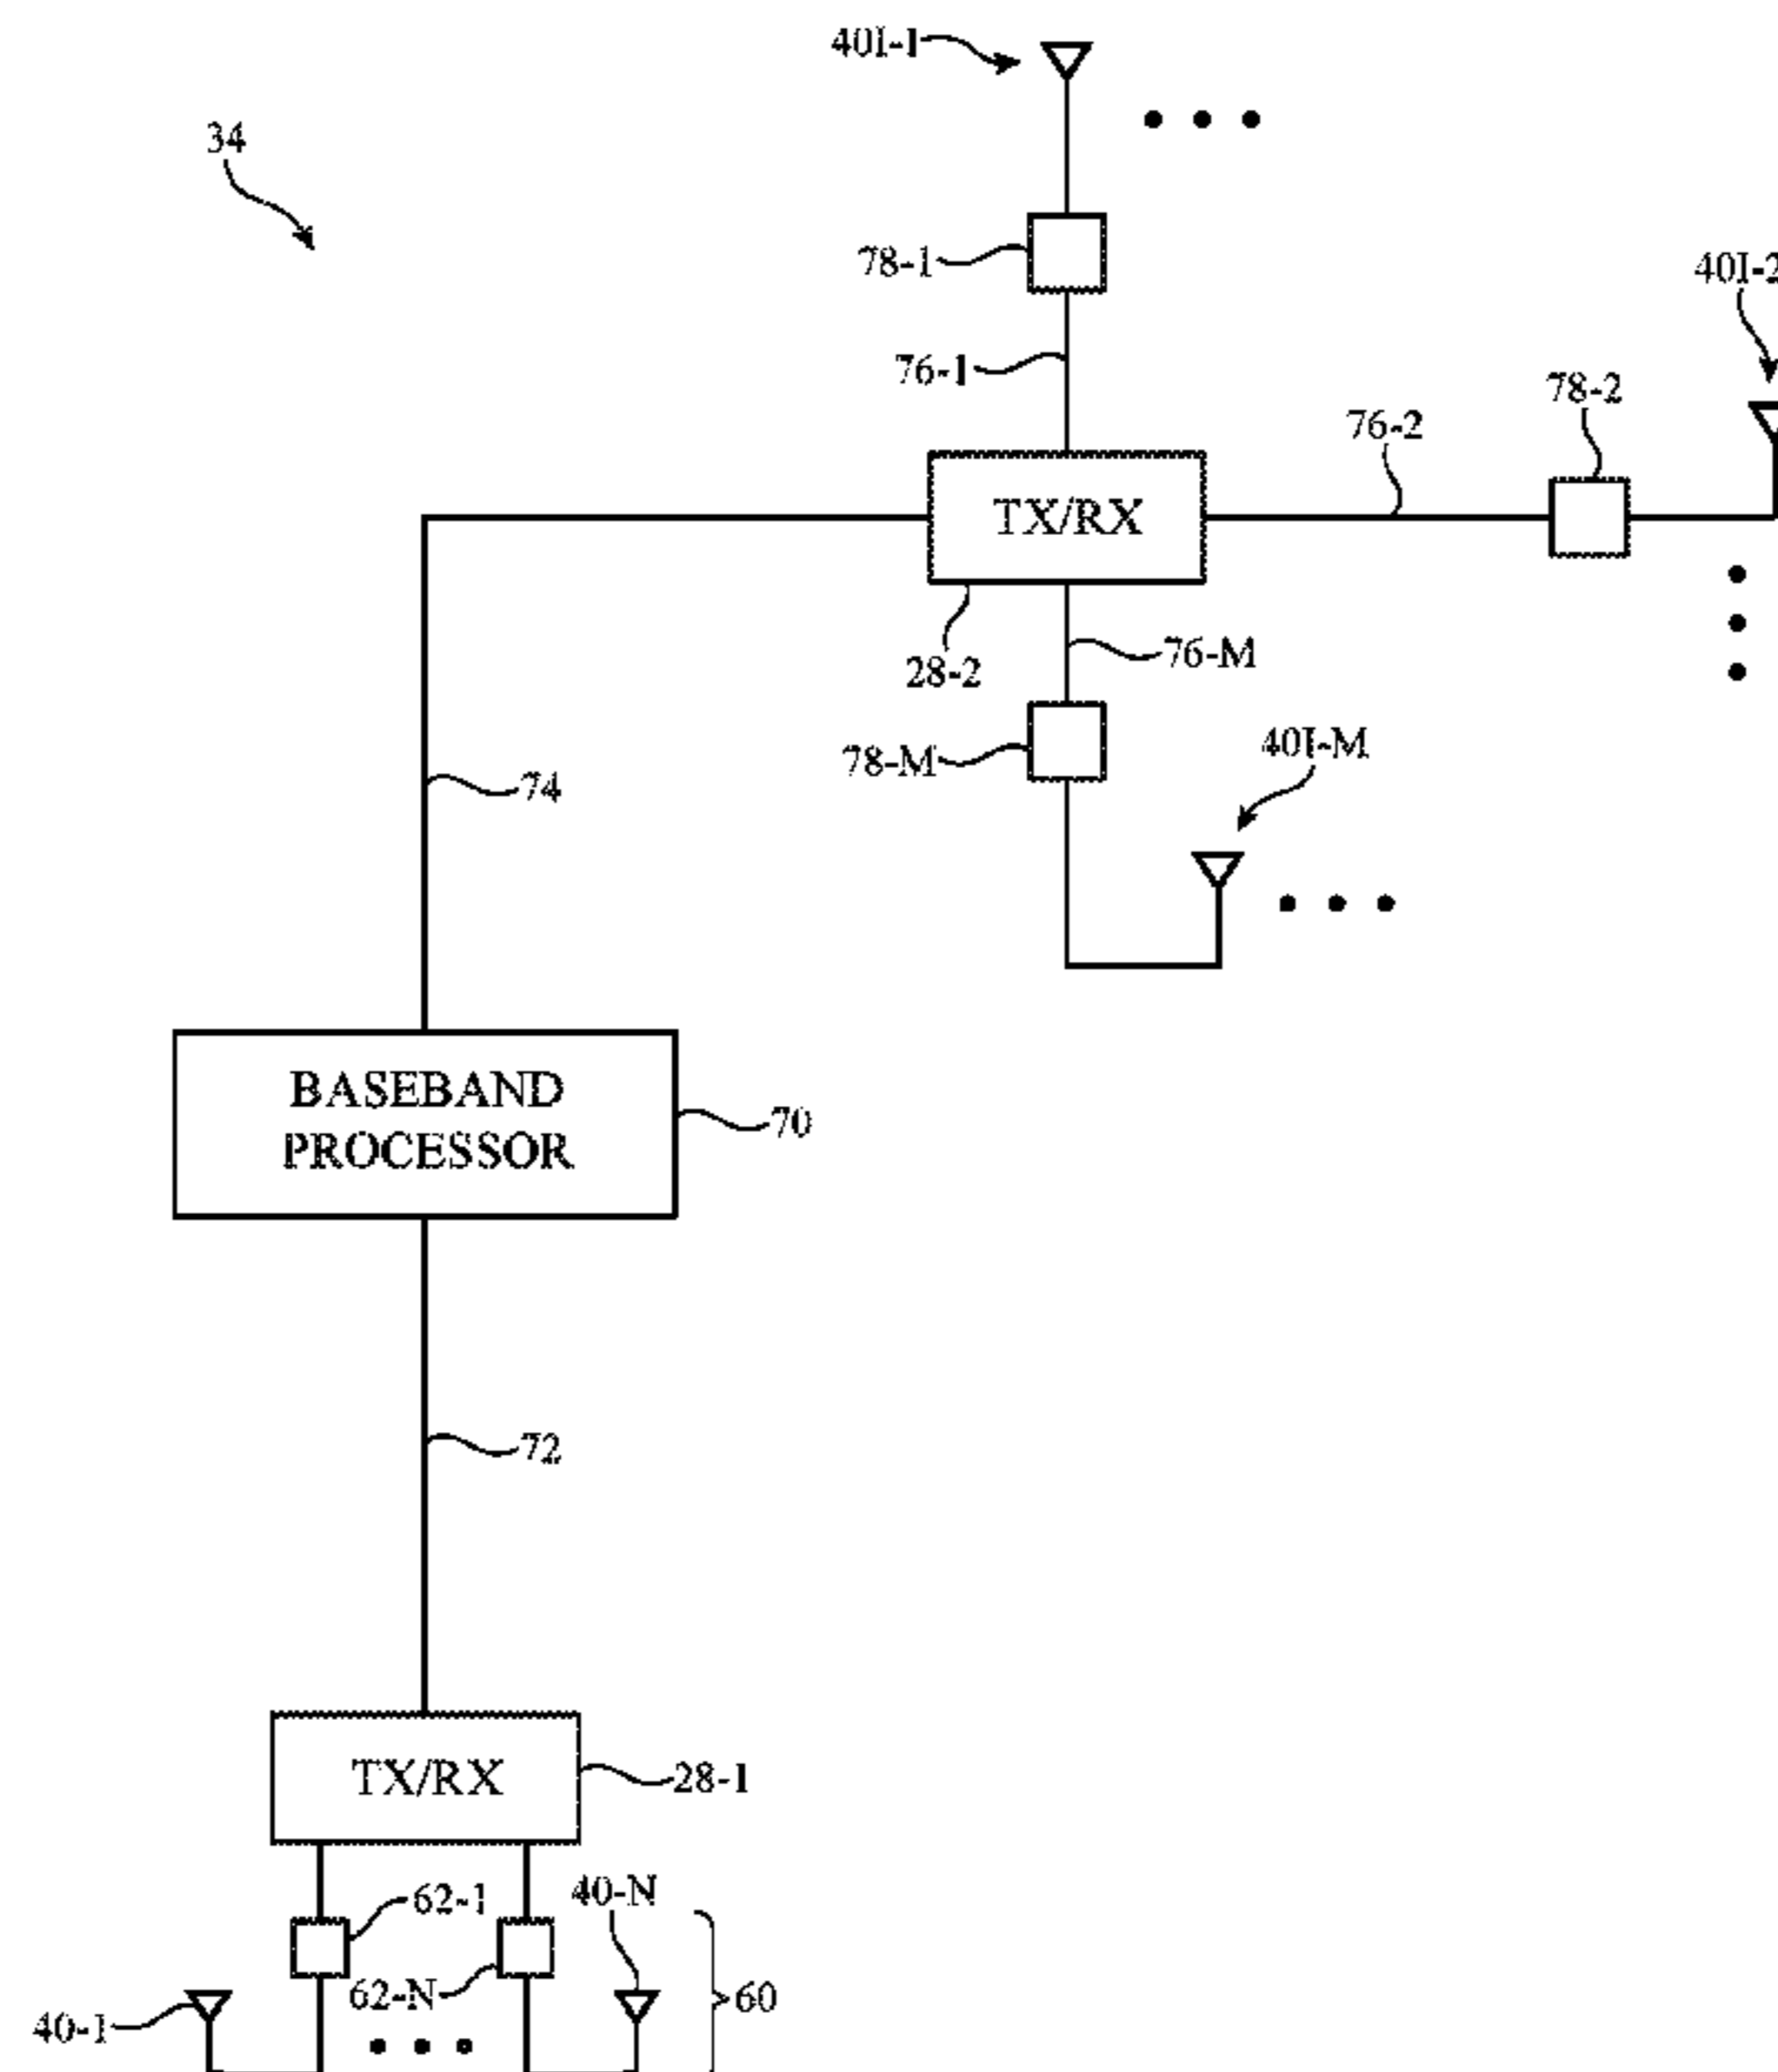 40I-1
34
78-1
40I-2
76-1
78-2
76-2
TX/RX
28-2
76-M
78-M
40I-M
74
BASEBAND
PROCESSOR
70
72
TX/RX
28-1
62-1
40-N
62-N
60
40-1